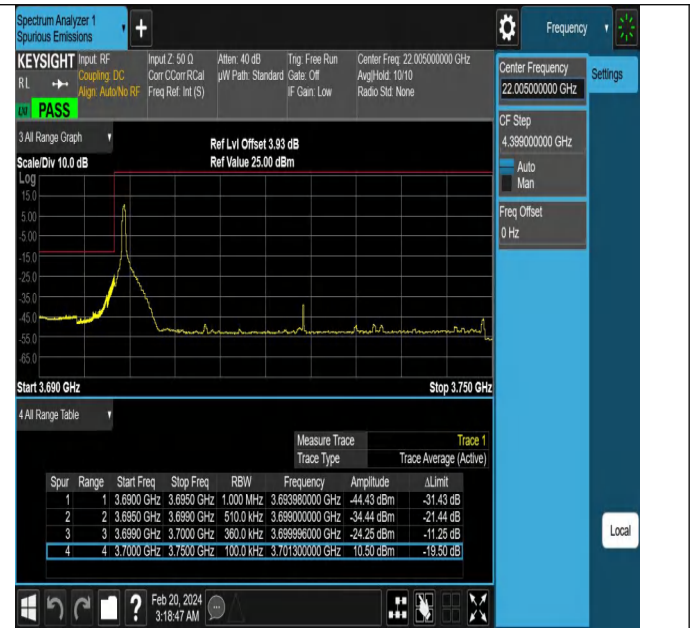 Spectrum Analyzer 1
Spurious Emissions
+
Frequency
KEYSIGHT Input: RF Input Z: 50 Ω Atten: 40 dB Trig: Free Run Center Freq: 22.005000000 GHz
RL Coupling: DC Corr CCorr RCal µW Path: Standard Gate: Off Avg|Hold: 10/10
Align: Auto/No RF Freq Ref: Int (S) IF Gain: Low Radio Std: None
PASS
Center Frequency
22.005000000 GHz
Settings
CF Step
4.399000000 GHz
Auto
Man
Freq Offset
0 Hz
3 All Range Graph
Ref Lvl Offset 3.93 dB
Scale/Div 10.0 dB Ref Value 25.00 dBm
Log
15.0
5.00
-5.00
-15.0
-25.0
-35.0
-45.0
-55.0
-65.0
Start 3.690 GHz Stop 3.750 GHz
4 All Range Table
Measure Trace Trace 1
Trace Type Trace Average (Active)
Spur Range Start Freq Stop Freq RBW Frequency Amplitude ΔLimit
1 1 3.6900 GHz 3.6950 GHz 1.000 MHz 3.693980000 GHz -44.43 dBm -31.43 dB
2 2 3.6950 GHz 3.6990 GHz 510.0 kHz 3.699000000 GHz -34.44 dBm -21.44 dB
3 3 3.6990 GHz 3.7000 GHz 360.0 kHz 3.699996000 GHz -24.25 dBm -11.25 dB
4 4 3.7000 GHz 3.7500 GHz 100.0 kHz 3.701300000 GHz 10.50 dBm -19.50 dB
Local
?
Feb 20, 2024
3:18:47 AM